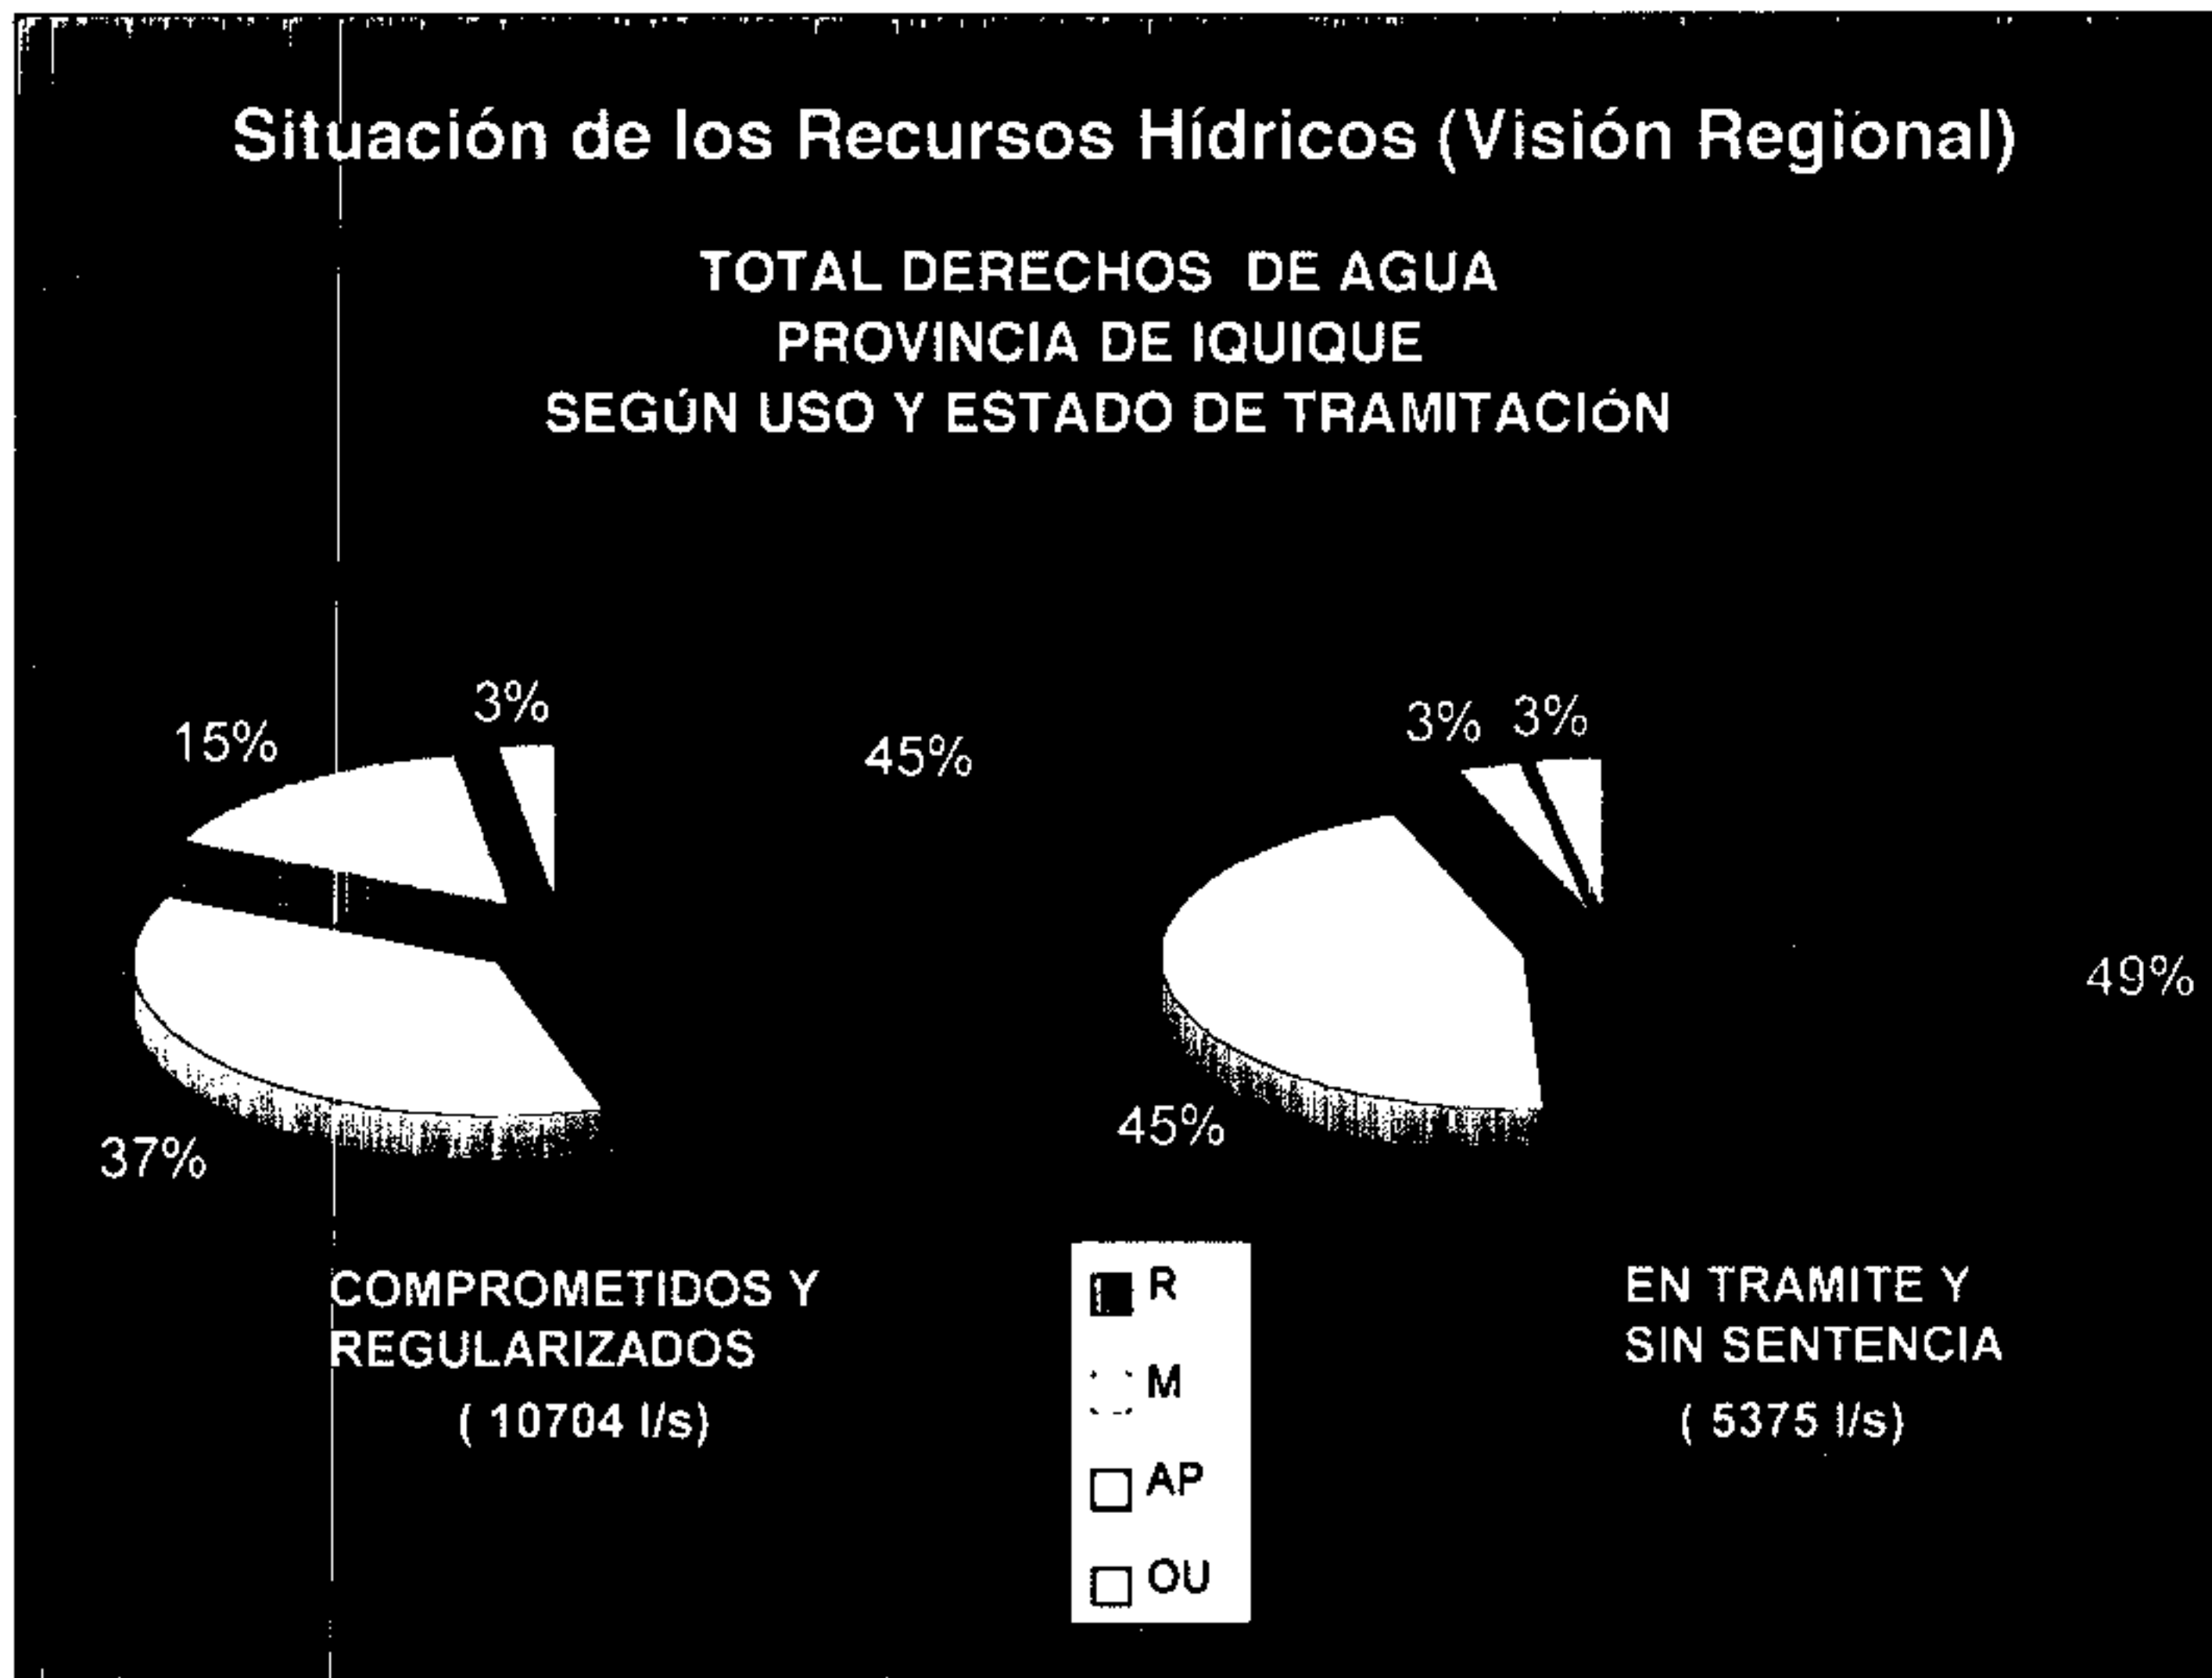 Situación de los Recursos Hídricos (Visión Regional)
TOTAL DERECHOS DE AGUA
PROVINCIA DE IQUIQUE
SEGÚN USO Y ESTADO DE TRAMITACIóN
15%
3%
45%
37%
3%
3%
49%
45%
COMPROMETIDOS Y
REGULARIZADOS
( 10704 l/s)
R
M
AP
OU
EN TRAMITE Y
SIN SENTENCIA
( 5375 l/s)